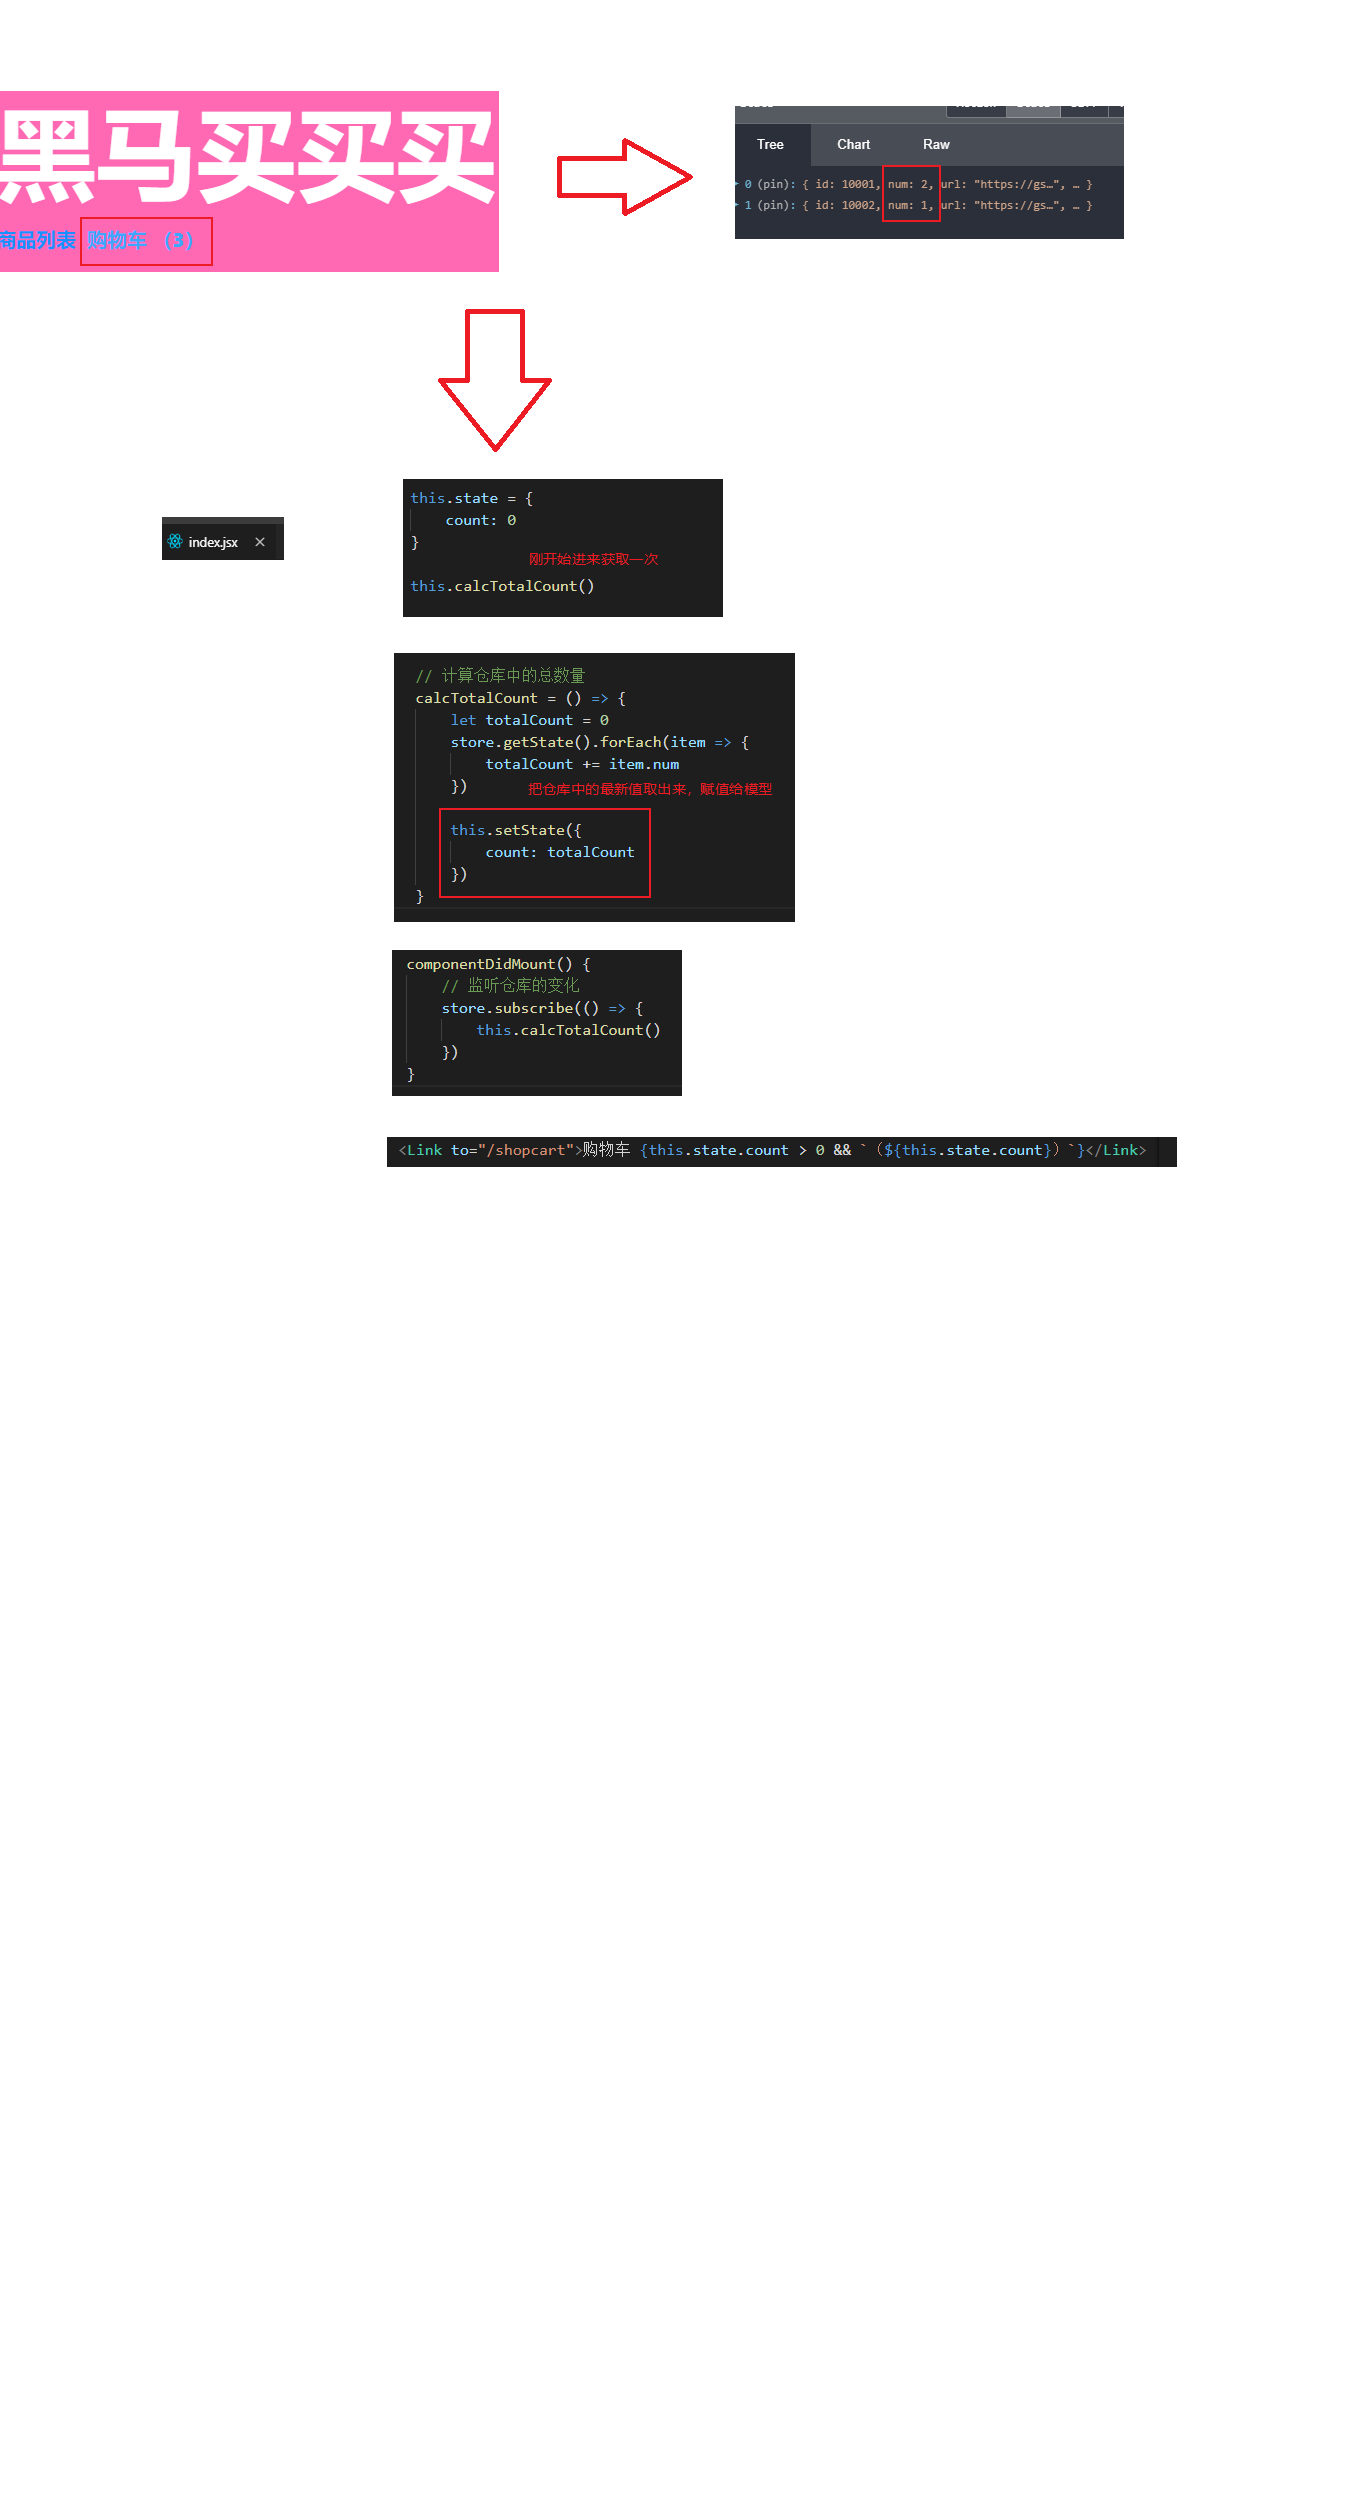 黑马买买买
商品列表 购物车 （3）
Tree Chart Raw
0 (pin): { id: 10001, num: 2, url: "https://gs…", … }
1 (pin): { id: 10002, num: 1, url: "https://gs…", … }
index.jsx ×
this.state = {
count: 0
}
刚开始进来获取一次
this.calcTotalCount()
// 计算仓库中的总数量
calcTotalCount = () => {
let totalCount = 0
store.getState().forEach(item => {
totalCount += item.num
})
把仓库中的最新值取出来，赋值给模型
this.setState({
count: totalCount
})
}
componentDidMount() {
// 监听仓库的变化
store.subscribe(() => {
this.calcTotalCount()
})
}
<Link to="/shopcart">购物车 {this.state.count > 0 && `（${this.state.count}）`}</Link>